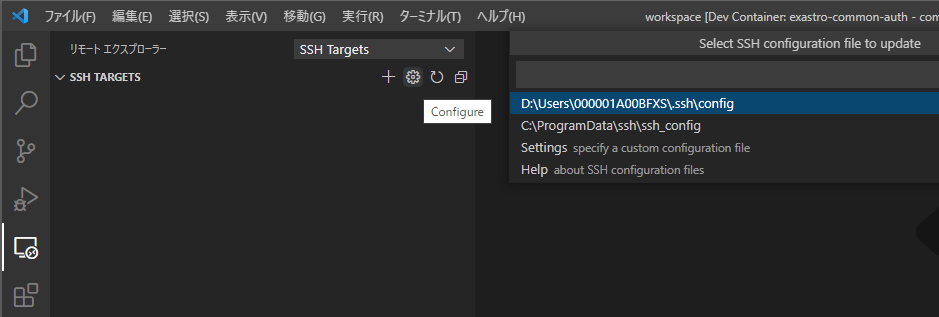 ファイル(F) 編集(E) 選択(S) 表示(V) 移動(G) 実行(R) ターミナル(T) ヘルプ(H) workspace [Dev Container: exastro-common-auth - com
リモート エクスプローラー SSH Targets
Select SSH configuration file to update
SSH TARGETS
Configure
D:\Users\000001A00BFXS\.ssh\config
C:\ProgramData\ssh\ssh_config
Settings specify a custom configuration file
Help about SSH configuration files